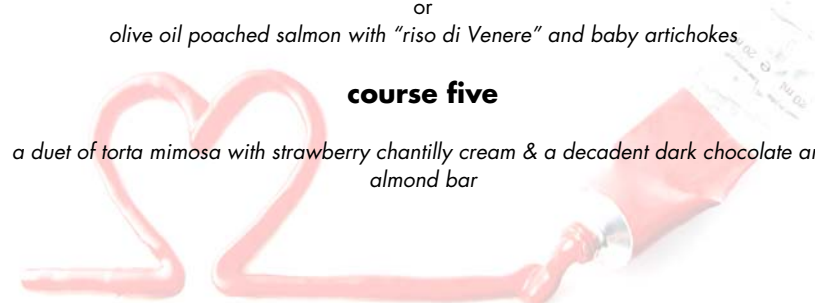 or
olive oil poached salmon with “riso di Venere” and baby artichokes
course five
a duet of torta mimosa with strawberry chantilly cream & a decadent dark chocolate
almond bar